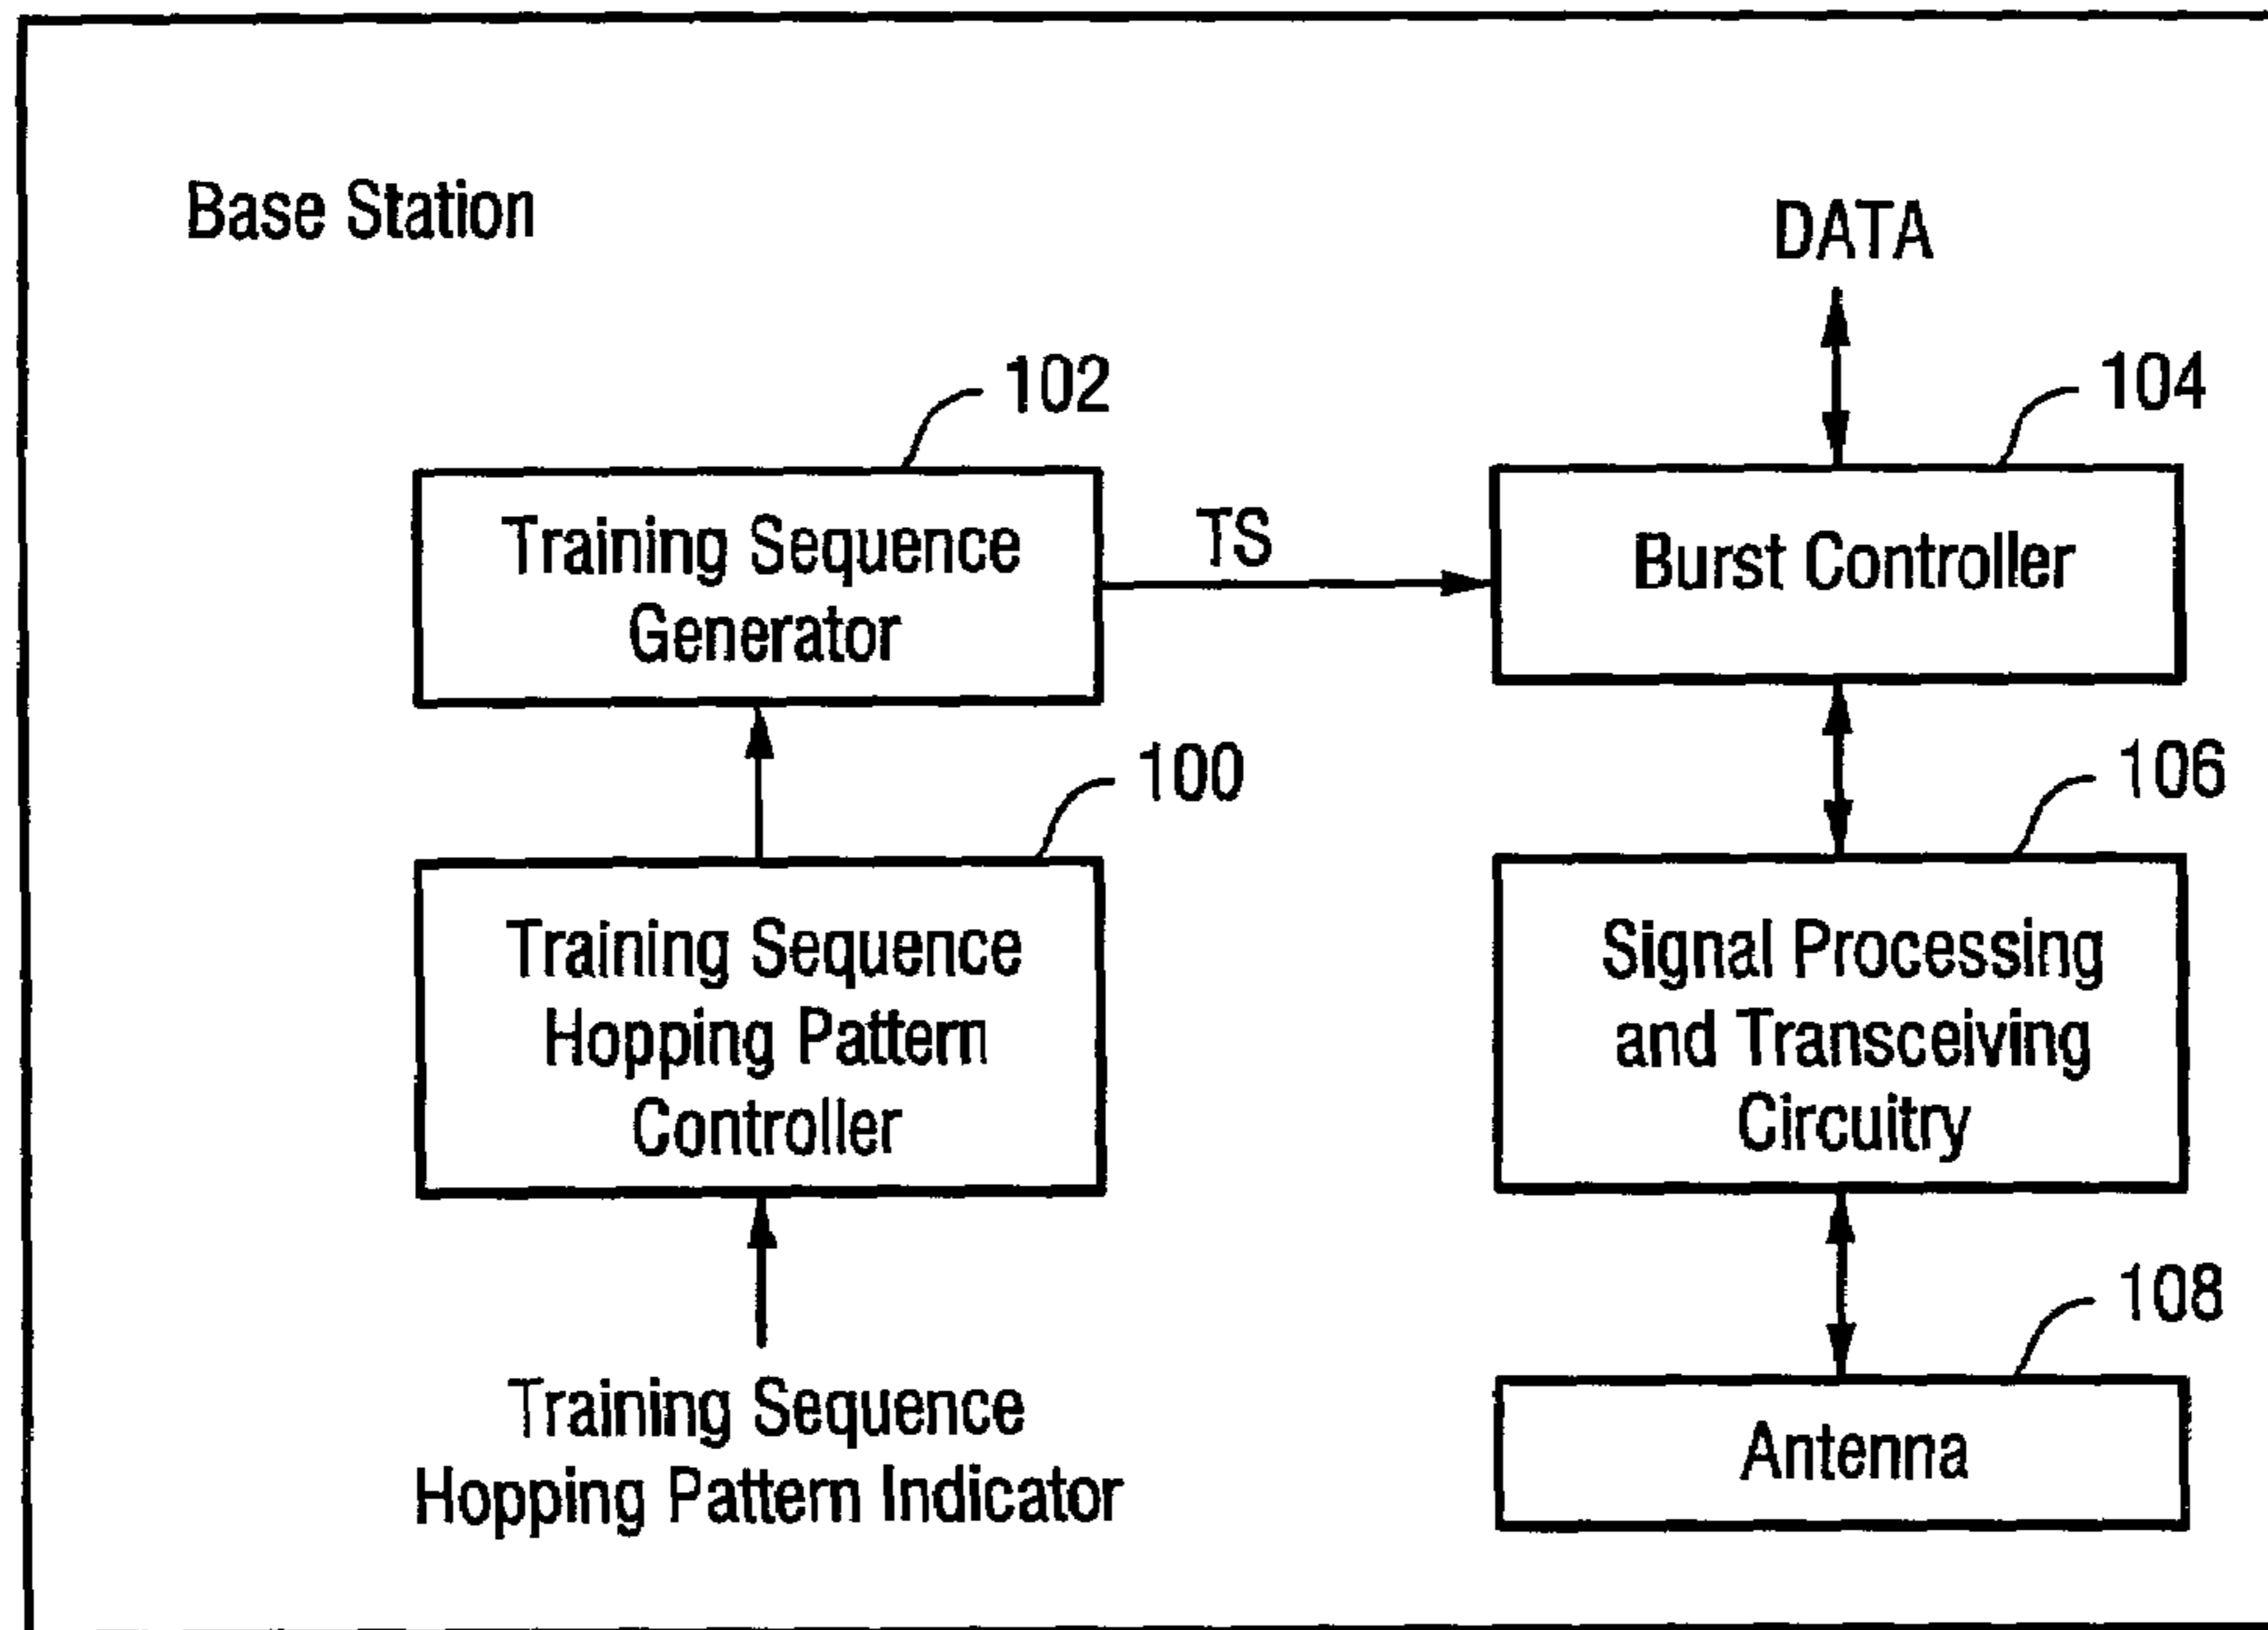 Base Station
DATA
102
104
Training Sequence
Generator
TS
Burst Controller
100
106
Training Sequence
Hopping Pattern
Controller
Signal Processing
and Transceiving
Circuitry
108
Training Sequence
Hopping Pattern Indicator
Antenna